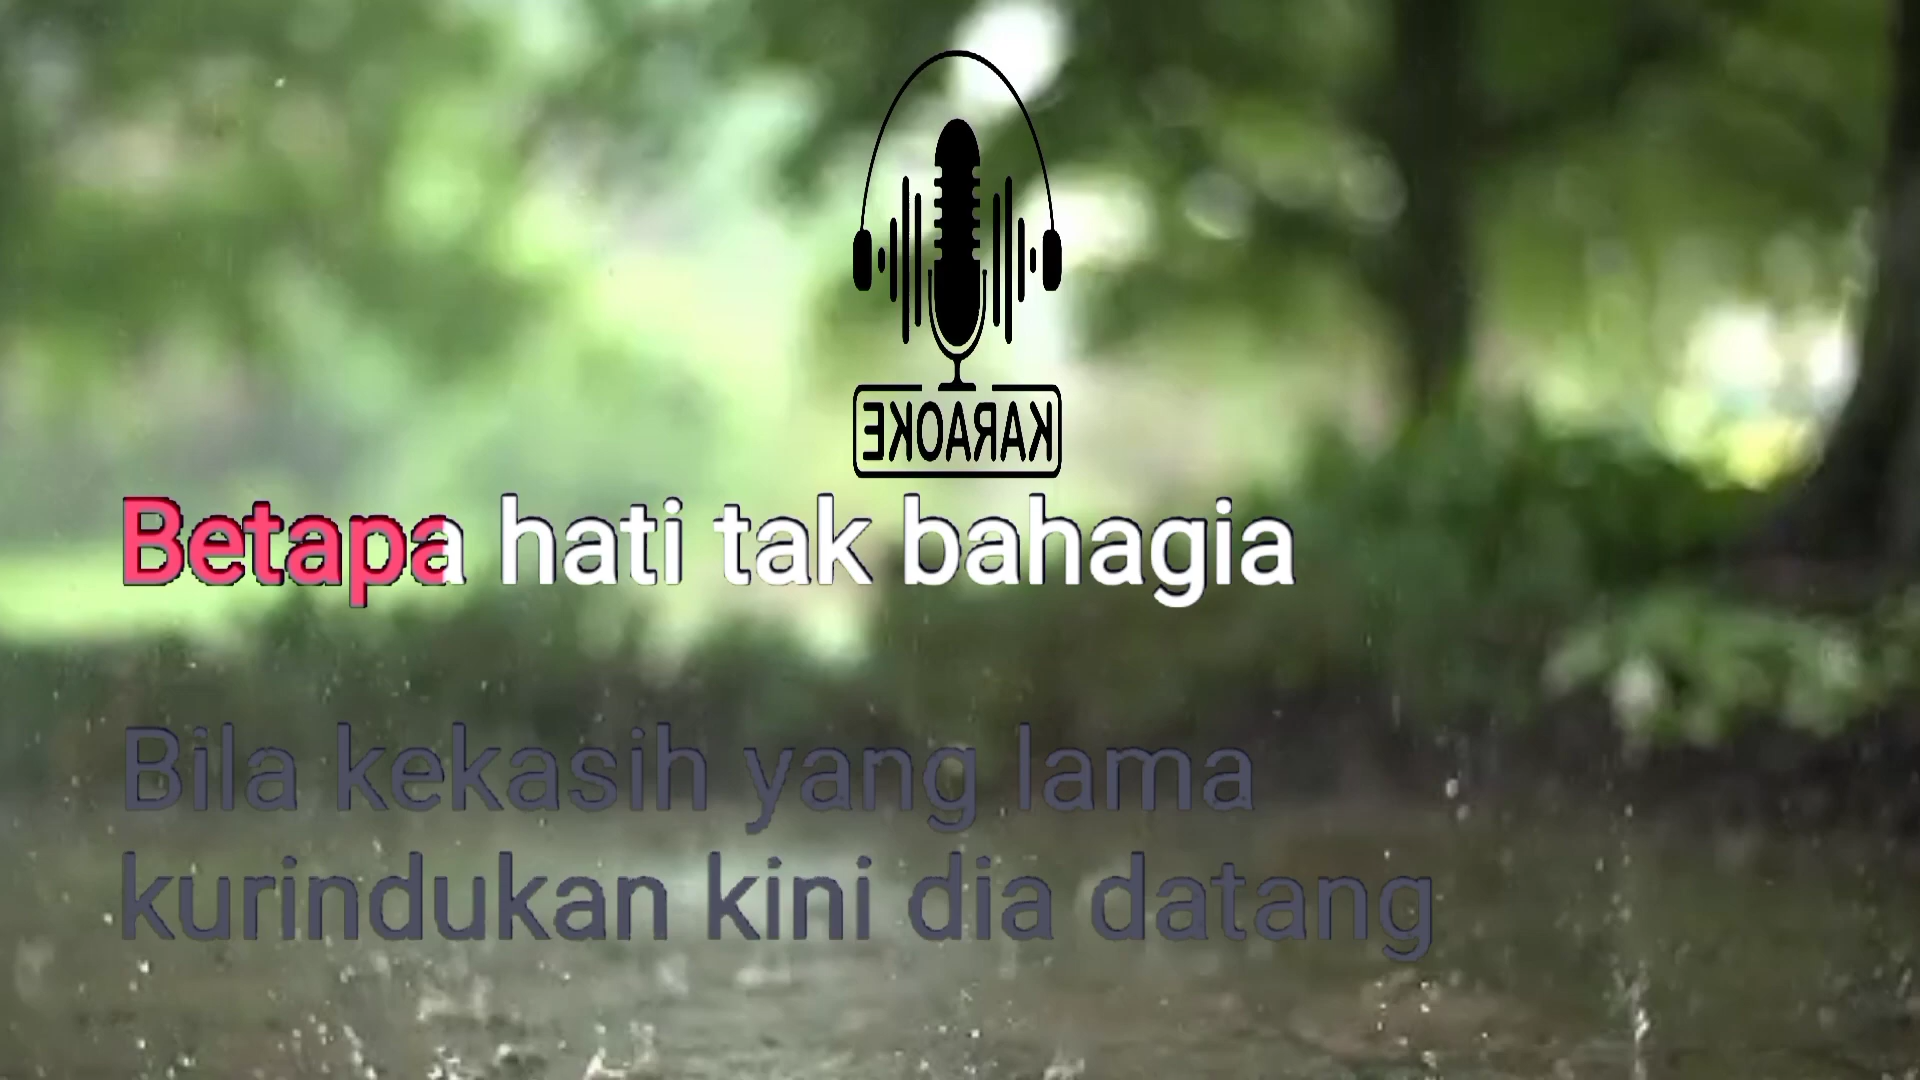 KARAOKE
Betapa hati tak bahagia
Bila kekasih yang lama
kurindukan kini dia datang